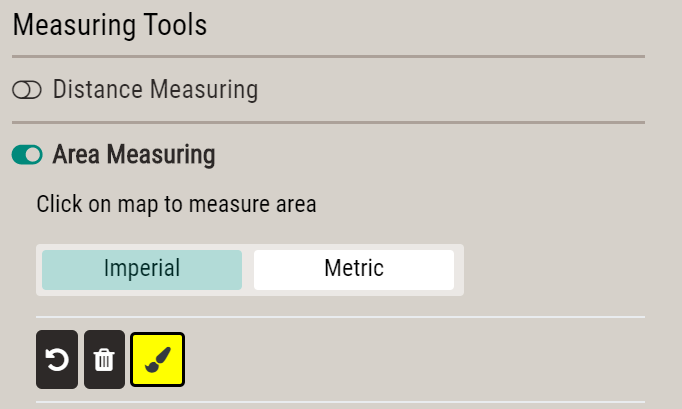 Measuring Tools
Distance Measuring
Area Measuring
Click on map to measure area
Imperial Metric